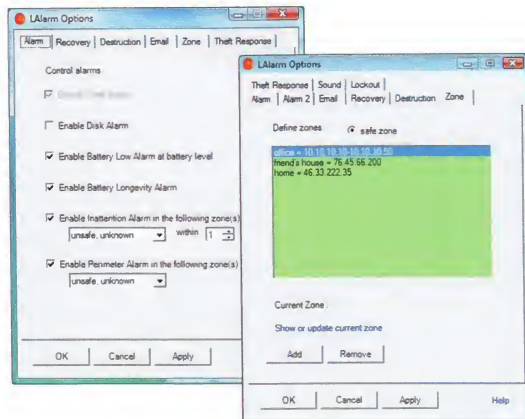 LAlarm Options
Alarm Recovery Destruction Email Zone Theft Response
Control alarms
Enable Disk Alarm
Enable Battery Low Alarm at battery level
Enable Battery Longevity Alarm
Enable Inattention Alarm in the following zone(s)
unsafe, unknown within 1
Enable Perimeter Alarm in the following zone(s)
unsafe, unknown
OK Cancel Apply
LAlarm Options
Theft Response Sound Lockout
Alarm Alarm 2 Email Recovery Destruction Zone
Define zones safe zone
office = 10.10.10.10-10.10.10.50
friend's house = 76.45.66.200
home = 46.33.222.35
Current Zone :
Show or update current zone
Add Remove
OK Cancel Apply Help